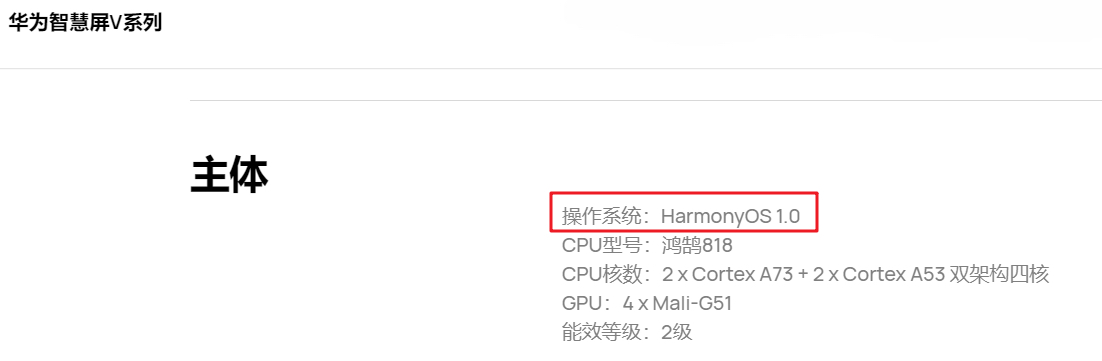 华为智慧屏V系列
主体
操作系统：HarmonyOS 1.0
CPU型号：鸿鹄818
CPU核数：2 x Cortex A73 + 2 x Cortex A53 双架构四核
GPU：4 x Mali-G51
能效等级：2级